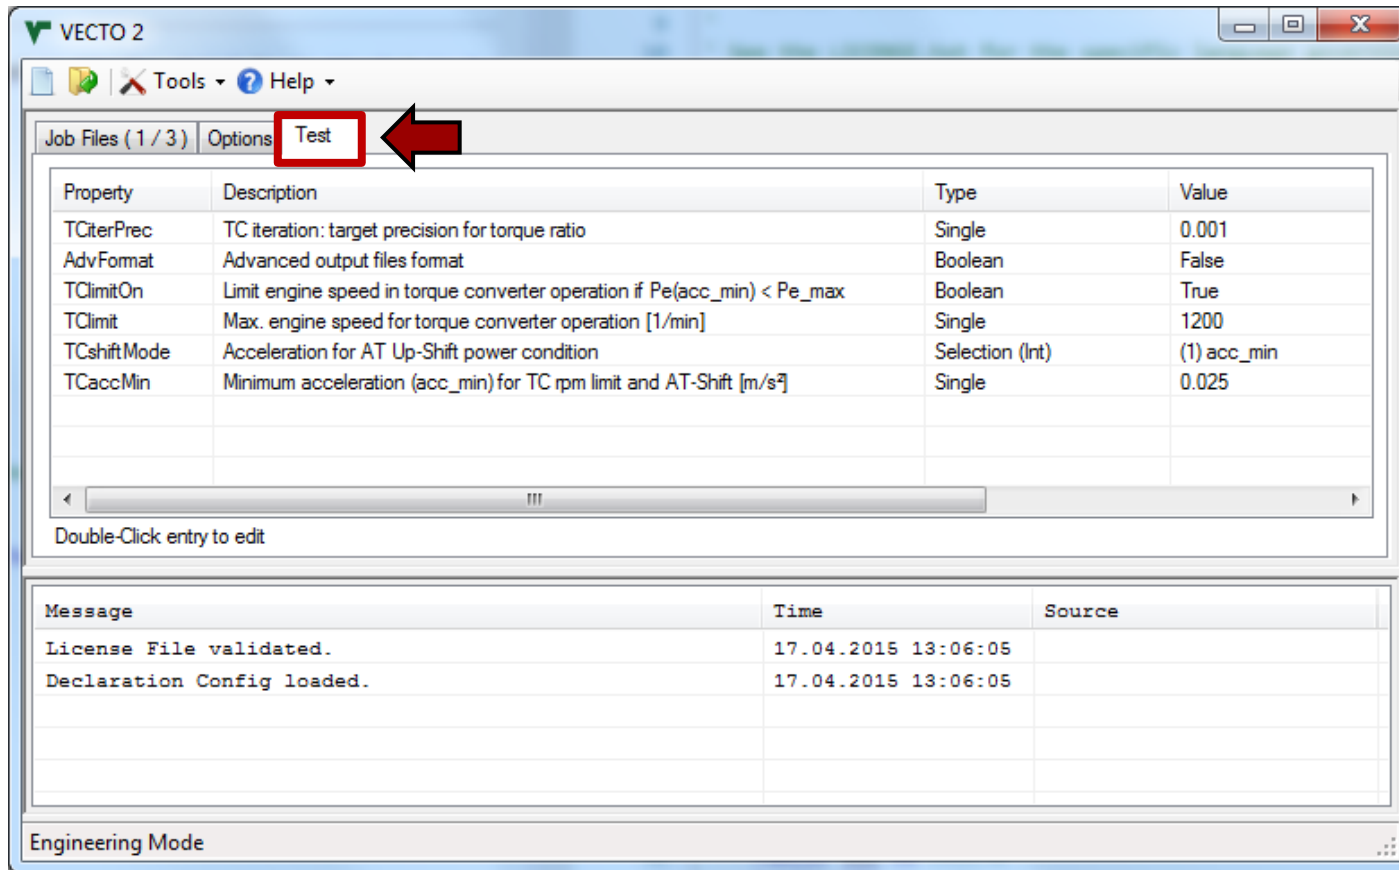 VECTO 2
Tools Help
Job Files ( 1 / 3 ) Options Test
Property Description Type Value
TCiterPrec TC iteration: target precision for torque ratio Single 0.001
AdvFormat Advanced output files format Boolean False
TClimitOn Limit engine speed in torque converter operation if Pe(acc_min) < Pe_max Boolean True
TClimit Max. engine speed for torque converter operation [1/min] Single 1200
TCshiftMode Acceleration for AT Up-Shift power condition Selection (Int) (1) acc_min
TCaccMin Minimum acceleration (acc_min) for TC rpm limit and AT-Shift [m/s²] Single 0.025
Double-Click entry to edit
Message Time Source
License File validated. 17.04.2015 13:06:05
Declaration Config loaded. 17.04.2015 13:06:05
Engineering Mode